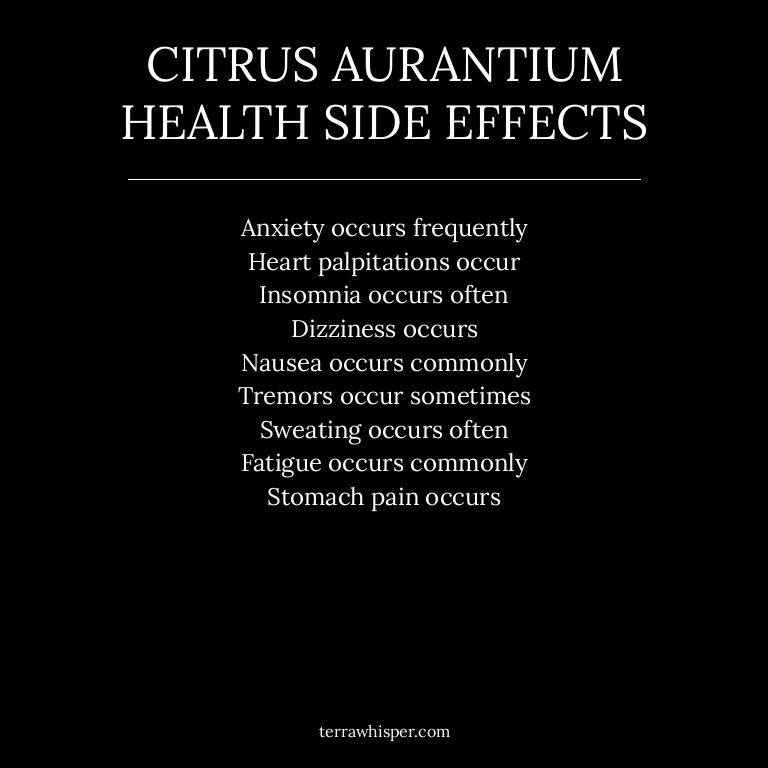 CITRUS AURANTIUM
HEALTH SIDE EFFECTS
Anxiety occurs frequently
Heart palpitations occur
Insomnia occurs often
Dizziness occurs
Nausea occurs commonly
Tremors occur sometimes
Sweating occurs often
Fatigue occurs commonly
Stomach pain occurs
terrawhisper.com